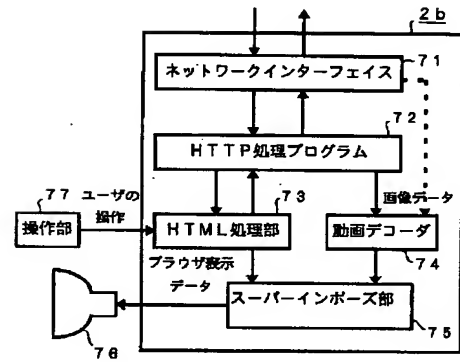 2b
71
ネットワークインターフェイス
72
HTTP処理プログラム
77
ユーザの
操作
73
画像データ
操作部
HTML処理部
動画デコーダ
74
ブラウザ表示
データ
スーパーインポーズ部
75
76